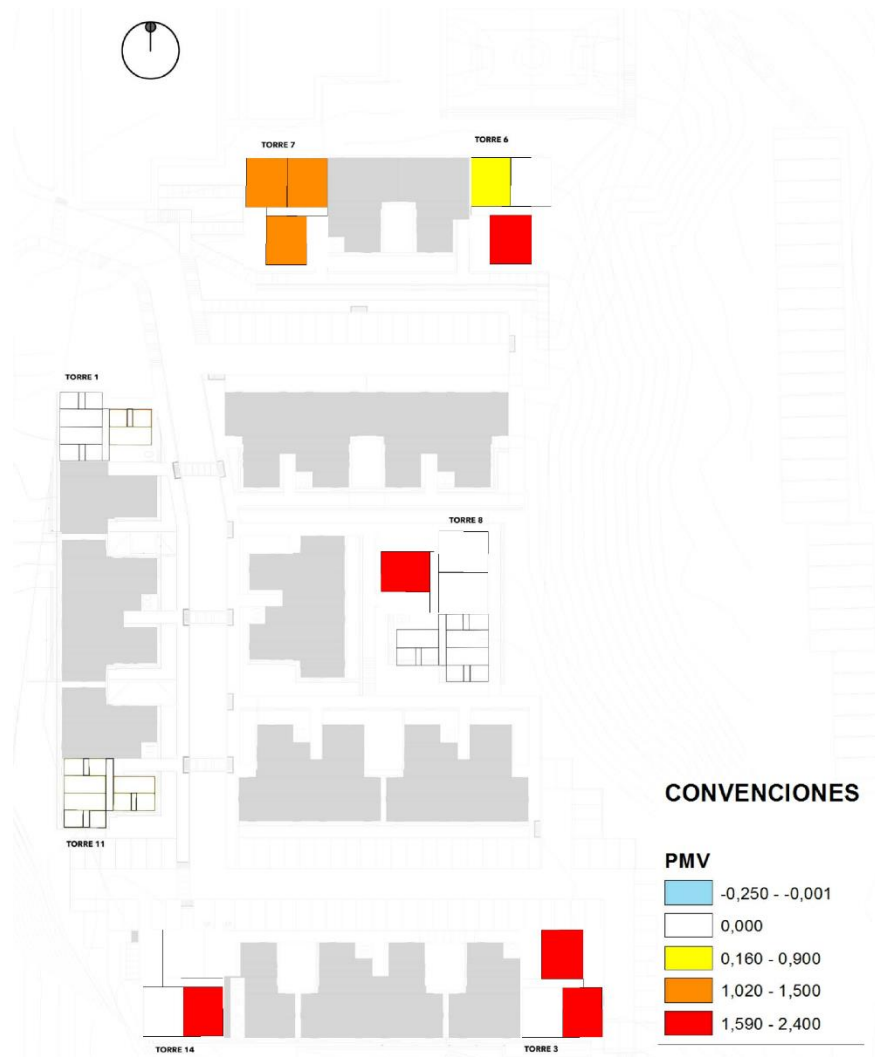 TORRE 7
TORRE 6
TORRE 1
TORRE 8
TORRE 11
TORRE 14
TORRE 3
CONVENCIONES
PMV
-0,250 - -0,001
0,000
0,160 - 0,900
1,020 - 1,500
1,590 - 2,400